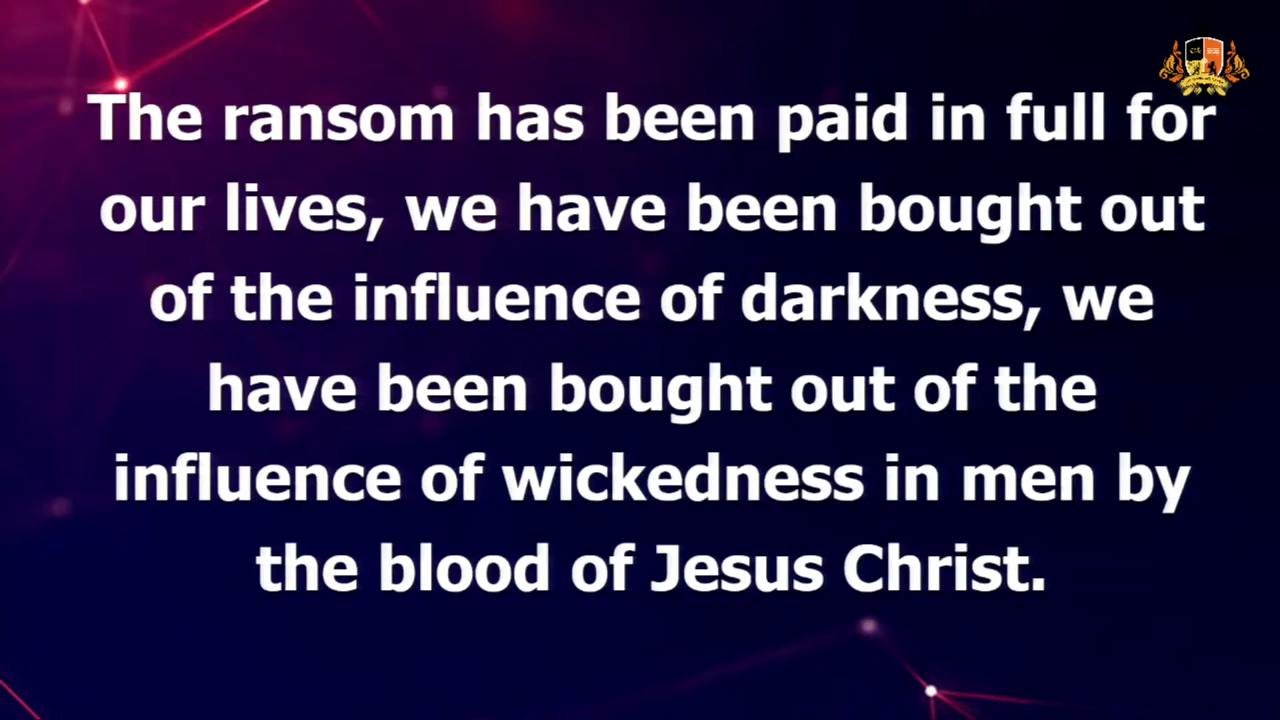 The ransom has been paid in full for
our lives, we have been bought out
of the influence of darkness, we
have been bought out of the
influence of wickedness in men by
the blood of Jesus Christ.